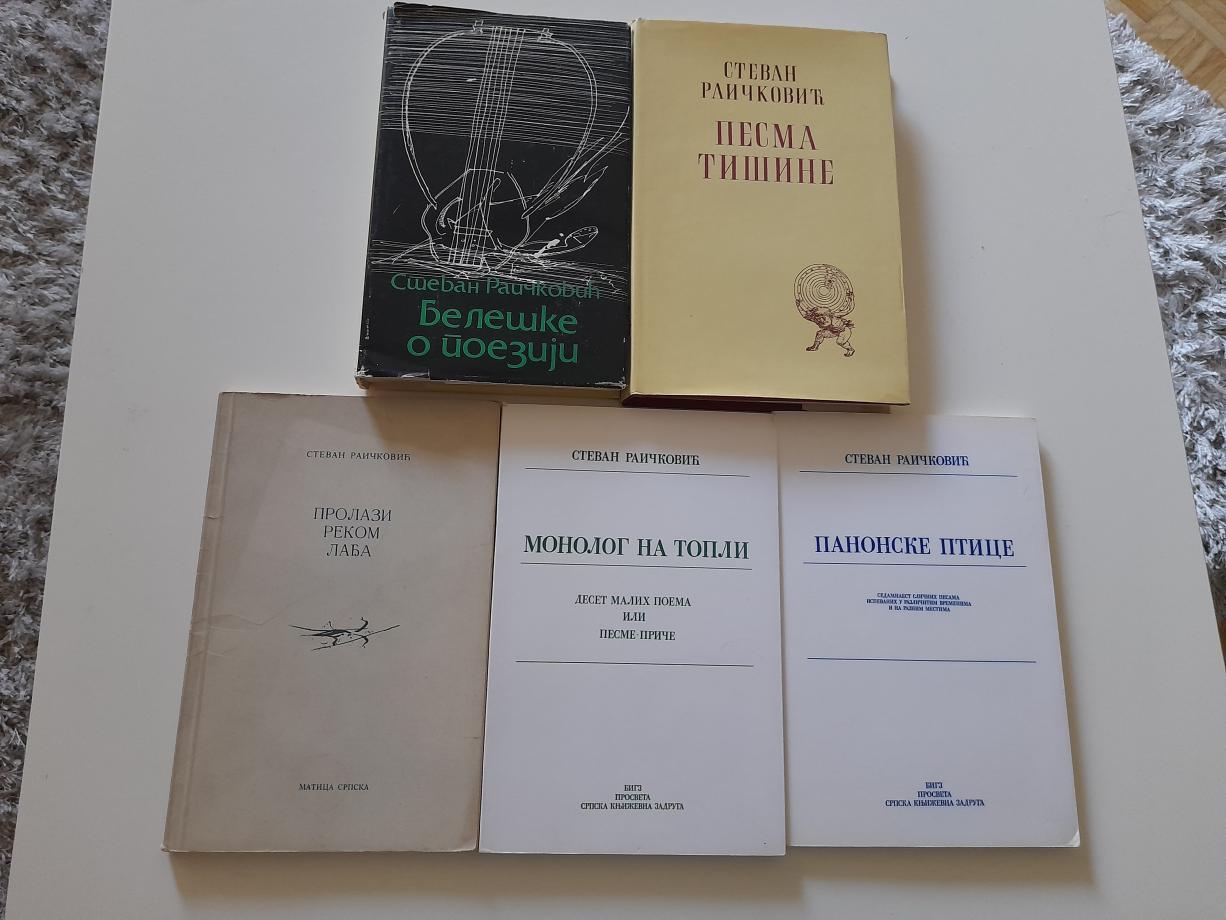 Стеван Раичковић
Белешке
о поезији
СТЕВАН
РАИЧКОВИЋ
ПЕСМА
ТИШИНЕ
СТЕВАН РАИЧКОВИЋ
ПРОЛАЗИ
РЕКОМ
ЛАЂА
МАТИЦА СРПСКА
СТЕВАН РАИЧКОВИЋ
МОНОЛОГ НА ТОПЛИ
ДЕСЕТ МАЛИХ ПОЕМА
ИЛИ
ПЕСМЕ-ПРИЧЕ
БИГЗ
ПРОСВЕТА
СРПСКА КЊИЖЕВНА ЗАДРУГА
СТЕВАН РАИЧКОВИЋ
ПАНОНСКЕ ПТИЦЕ
СЕДАМНАЕСТ СЛИЧНИХ ПЕСАМА
ИСПЕВАНИХ У РАЗЛИЧИТИМ ВРЕМЕНИМА
И НА РАЗНИМ МЕСТИМА
БИГЗ
ПРОСВЕТА
СРПСКА КЊИЖЕВНА ЗАДРУГА